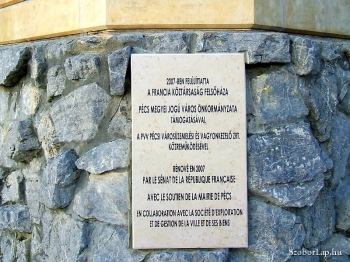 2007-BEN FELÚJÍTTATTA
A FRANCIA KÖZTÁRSASÁG FELSŐHÁZA
PÉCS MEGYEI JOGÚ VÁROS ÖNKORMÁNYZATA
TÁMOGATÁSÁVAL
A PVV PÉCSI VÁROSÜZEMELÉSI ÉS VAGYONKEZELŐ ZRT.
KÖZREMŰKÖDÉSÉVEL
RÉNOVÉ EN 2007
PAR LE SÉNAT DE LA RÉPUBLIQUE FRANÇAISE
AVEC LE SOUTIEN DE LA MAIRIE DE PÉCS
EN COLLABORATION AVEC LA SOCIÉTÉ D'EXPLOITATION
ET DE GESTION DE LA VILLE ET DE SES BIENS
SzoborLap.hu